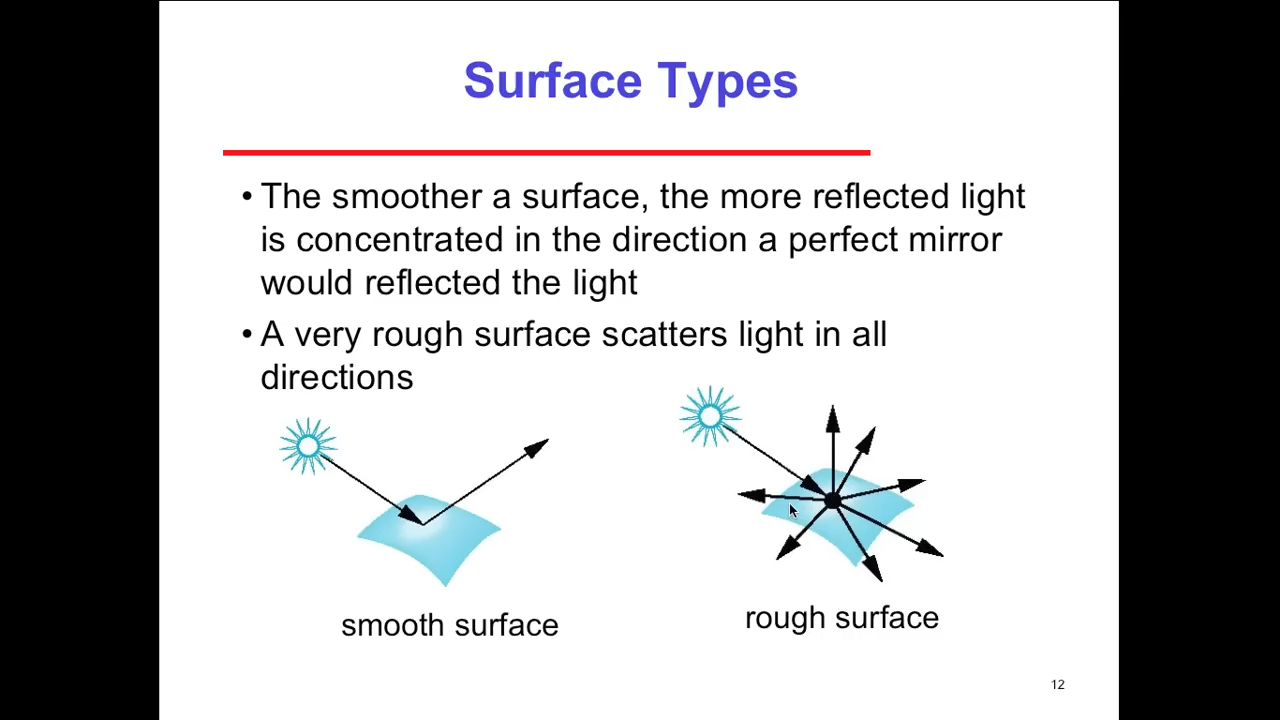 Surface Types
• The smoother a surface, the more reflected light
is concentrated in the direction a perfect mirror
would reflected the light
• A very rough surface scatters light in all
directions
smooth surface
rough surface
12